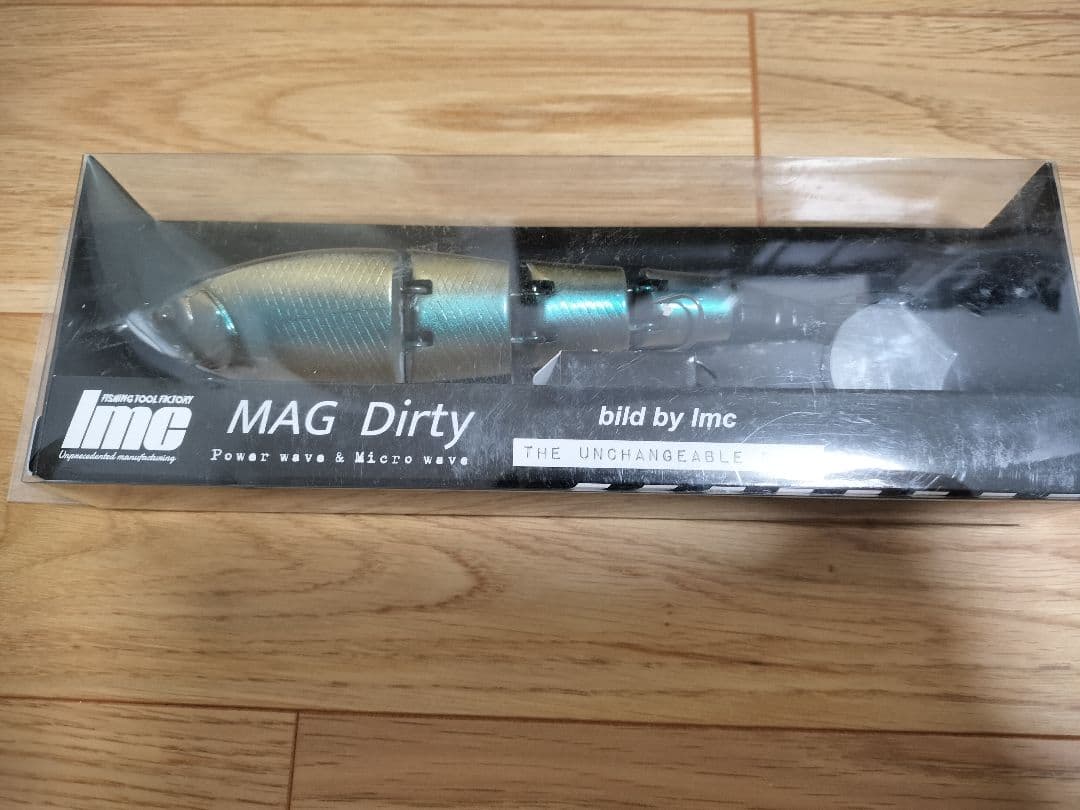 FISHING TOOL FACTORY
lmc
Unprecedented manufacturing
MAG Dirty
Power wave & Micro wave
bild by lmc
THE UNCHANGEABLE